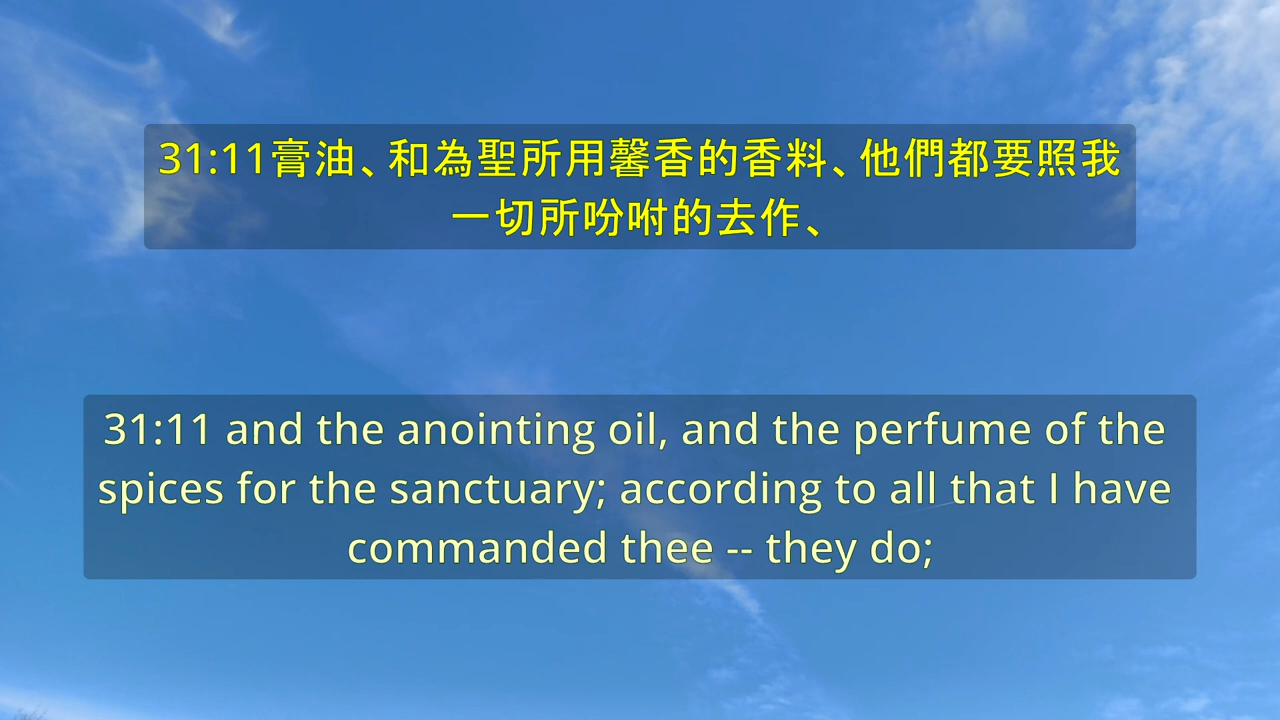 31:11膏油、和為聖所用馨香的香料、他們都要照我
一切所吩咐的去作、
31:11 and the anointing oil, and the perfume of the
spices for the sanctuary; according to all that I have
commanded thee -- they do;